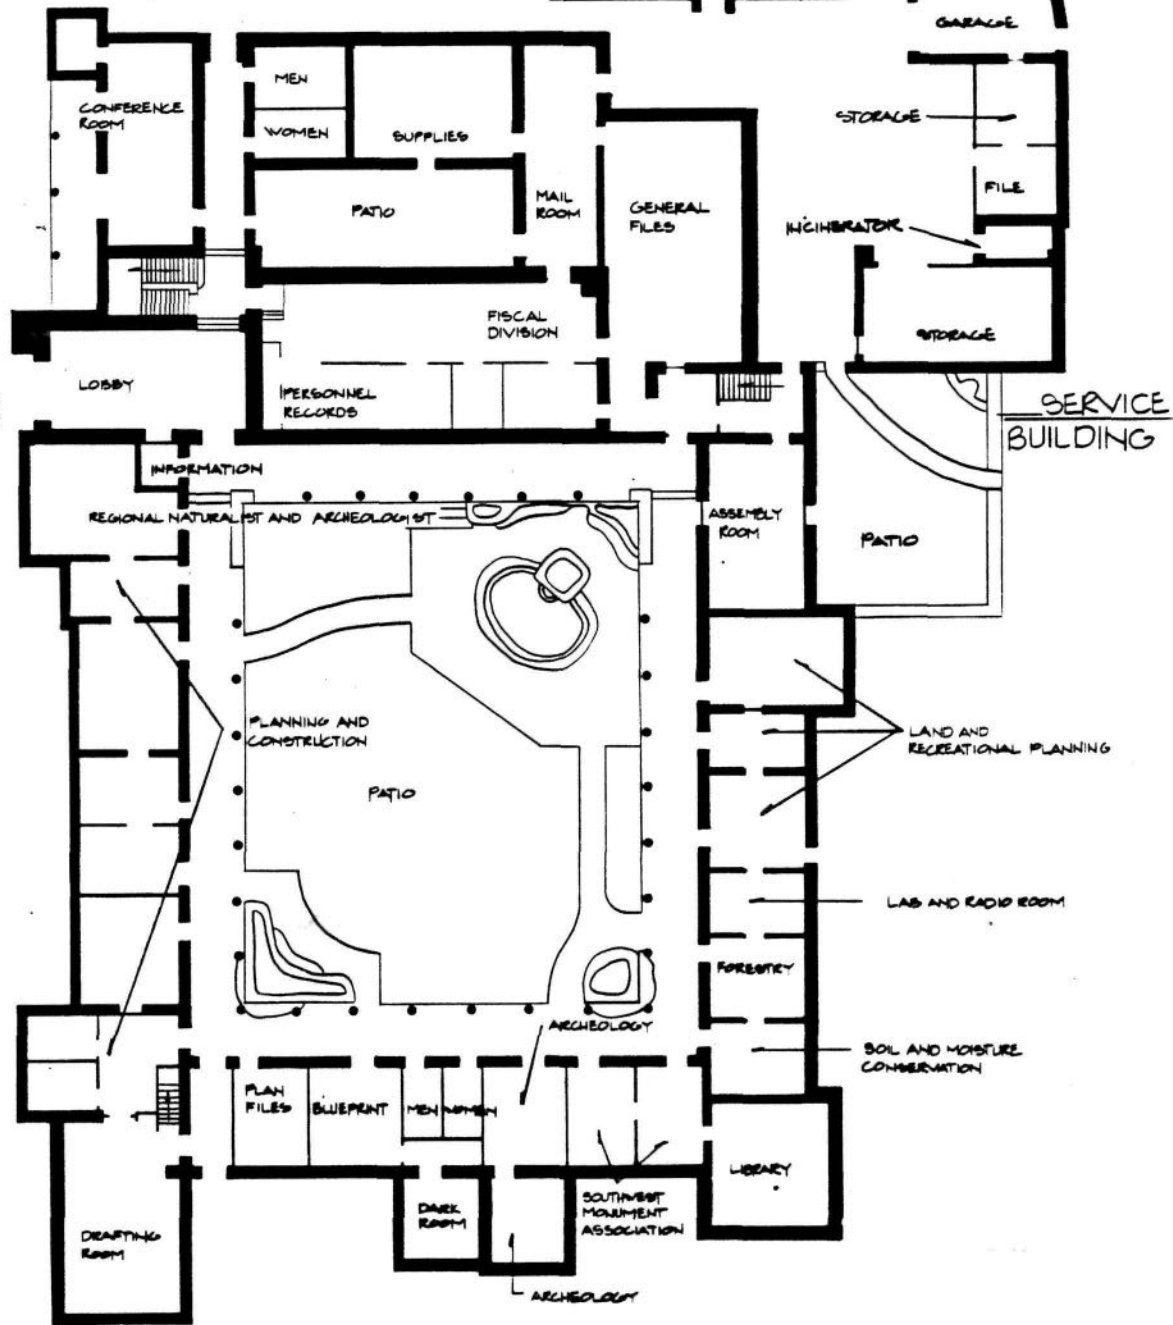 GARAGE
MEN
CONFERENCE
ROOM
STORAGE
WOMEN
SUPPLIES
FILE
MAIL
ROOM
PATIO
GENERAL
FILES
INCINERATOR
FISCAL
DIVISION
STORAGE
LOBBY
PERSONNEL
RECORDS
SERVICE
BUILDING
INFORMATION
REGIONAL NATURALIST AND ARCHEOLOGIST
ASSEMBLY
ROOM
PATIO
PLANNING AND
CONSTRUCTION
LAND AND
RECREATIONAL PLANNING
PATIO
LAB AND RADIO ROOM
FORESTRY
ARCHEOLOGY
SOIL AND MOISTURE
CONSERVATION
PLAN
FILES
BLUEPRINT
MEN
WOMEN
LIBRARY
DARK
ROOM
SOUTHWEST
MONUMENT
ASSOCIATION
DRAFTING
ROOM
ARCHEOLOGY